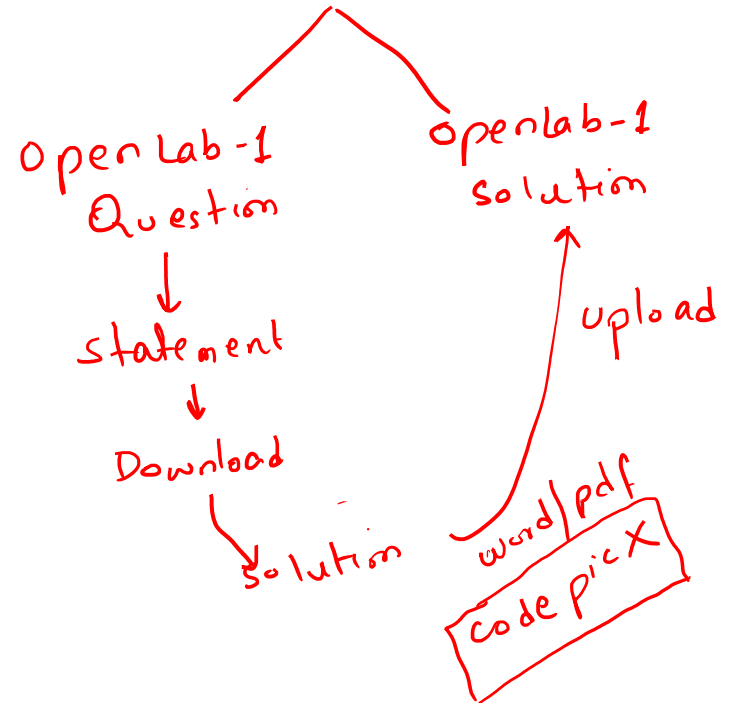 OpenLab-1
Question
Statement
Download
Solution
OpenLab-1
Solution
upload
word/pdf
code pic X